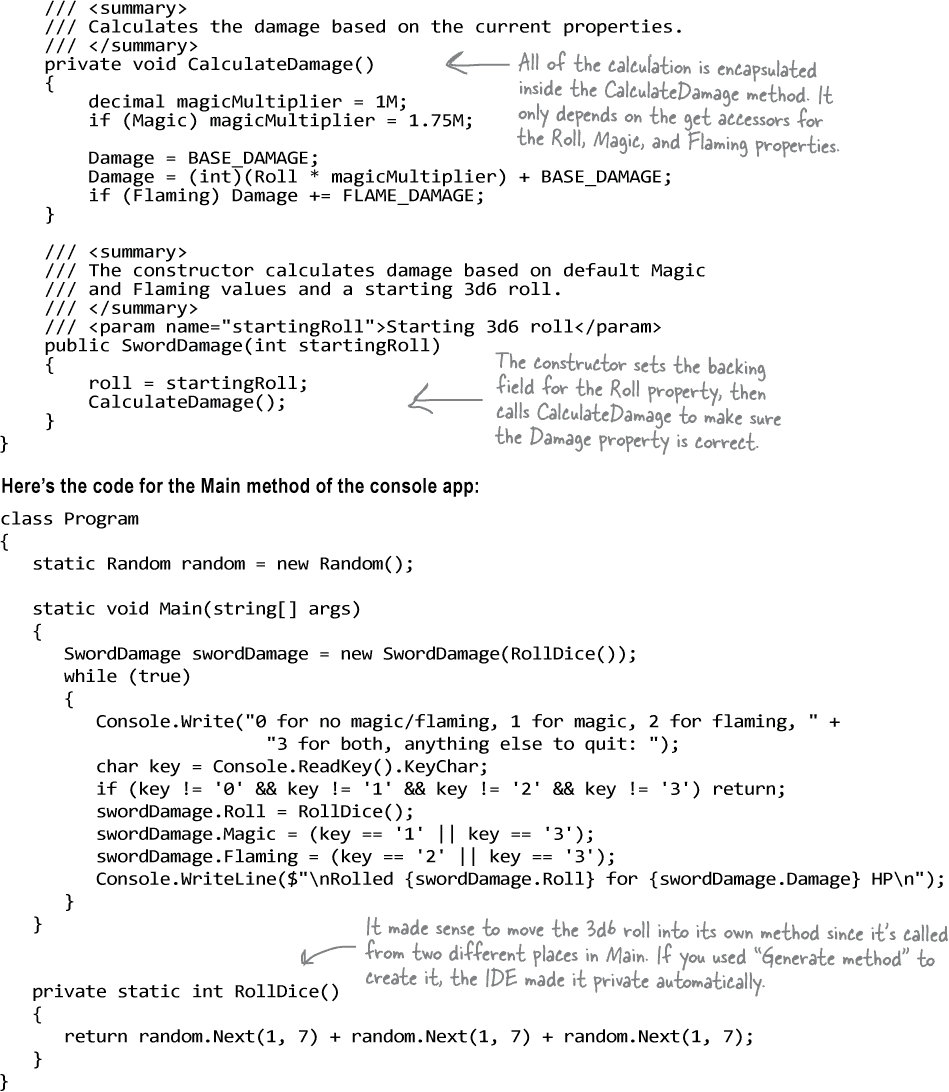 /// <summary>
/// Calculates the damage based on the current properties.
/// </summary>
private void CalculateDamage()
{
decimal magicMultiplier = 1M;
if (Magic) magicMultiplier = 1.75M;
Damage = BASE_DAMAGE;
Damage = (int)(Roll * magicMultiplier) + BASE_DAMAGE;
if (Flaming) Damage += FLAME_DAMAGE;
}
All of the calculation is encapsulated
inside the CalculateDamage method. It
only depends on the get accessors for
the Roll, Magic, and Flaming properties.
/// <summary>
/// The constructor calculates damage based on default Magic
/// and Flaming values and a starting 3d6 roll.
/// </summary>
/// <param name="startingRoll">Starting 3d6 roll</param>
public SwordDamage(int startingRoll)
{
roll = startingRoll;
CalculateDamage();
}
}
The constructor sets the backing
field for the Roll property, then
calls CalculateDamage to make sure
the Damage property is correct.
Here's the code for the Main method of the console app:
class Program
{
static Random random = new Random();
static void Main(string[] args)
{
SwordDamage swordDamage = new SwordDamage(RollDice());
while (true)
{
Console.Write("0 for no magic/flaming, 1 for magic, 2 for flaming, " +
"3 for both, anything else to quit: ");
char key = Console.ReadKey().KeyChar;
if (key != '0' && key != '1' && key != '2' && key != '3') return;
swordDamage.Roll = RollDice();
swordDamage.Magic = (key == '1' || key == '3');
swordDamage.Flaming = (key == '2' || key == '3');
Console.WriteLine($"\nRolled {swordDamage.Roll} for {swordDamage.Damage} HP\n");
}
}
It made sense to move the 3d6 roll into its own method since it's called
from two different places in Main. If you used "Generate method" to
create it, the IDE made it private automatically.
private static int RollDice()
{
return random.Next(1, 7) + random.Next(1, 7) + random.Next(1, 7);
}
}